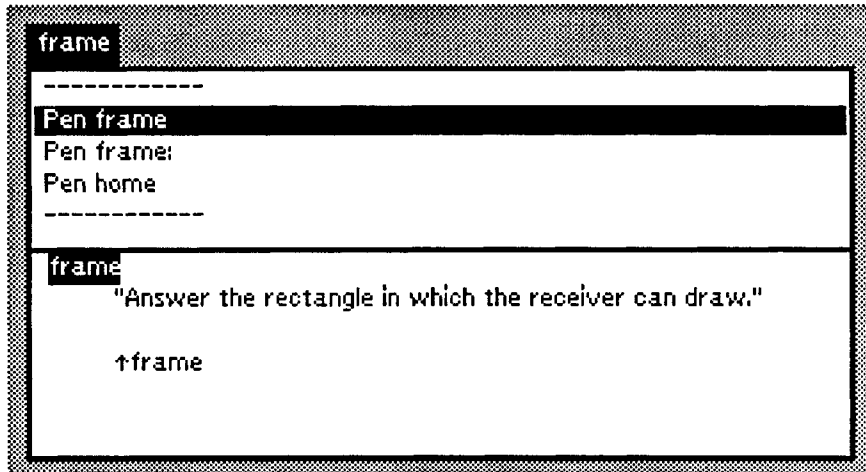 frame
------------
Pen frame
Pen frame:
Pen home
------------
frame
"Answer the rectangle in which the receiver can draw."
↑frame